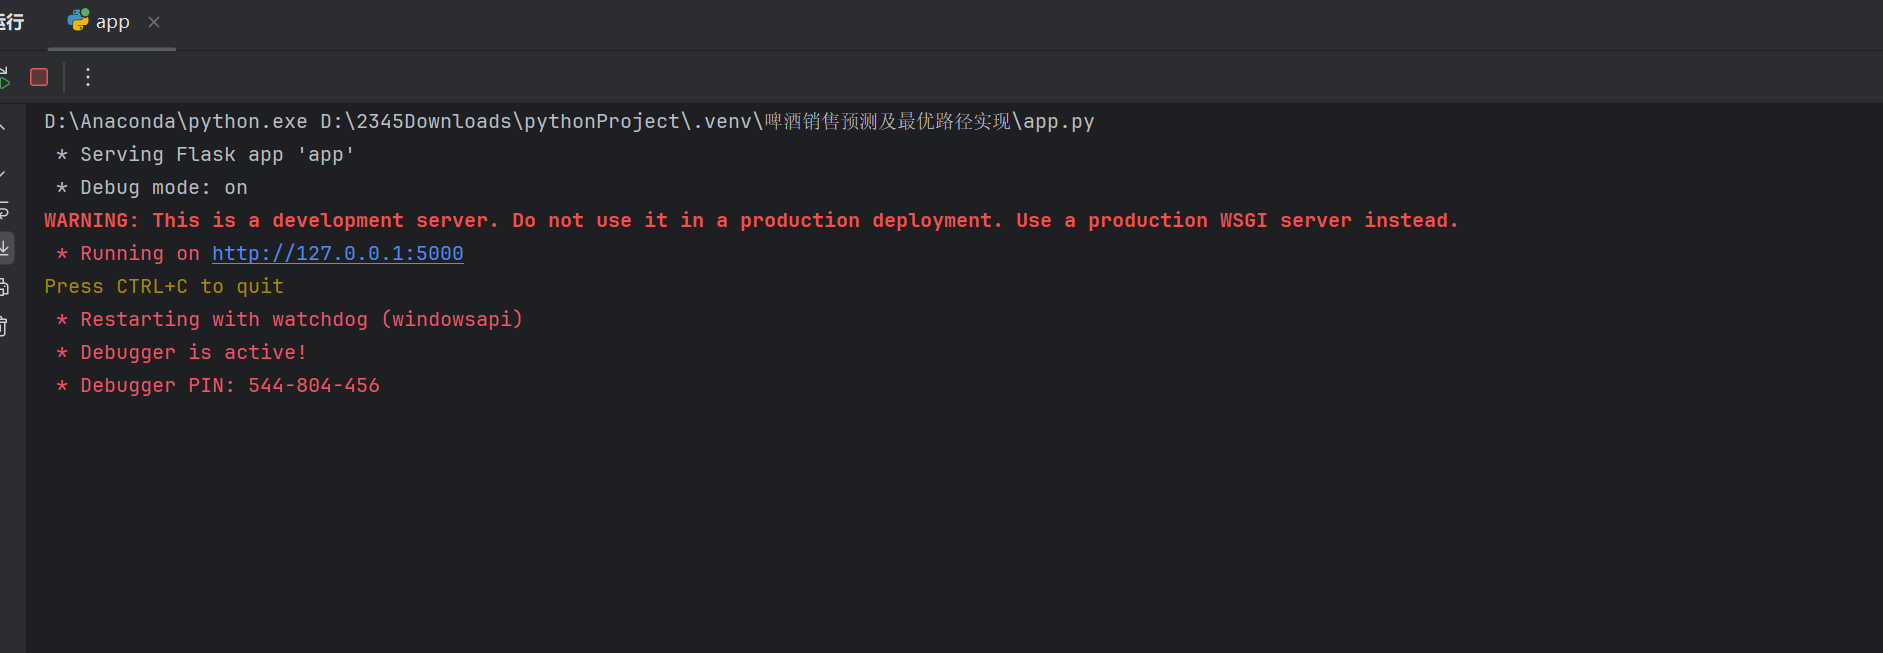 运行 app
D:\Anaconda\python.exe D:\2345Downloads\pythonProject\.venv\啤酒销售预测及最优路径实现\app.py
* Serving Flask app 'app'
* Debug mode: on
WARNING: This is a development server. Do not use it in a production deployment. Use a production WSGI server instead.
* Running on http://127.0.0.1:5000
Press CTRL+C to quit
* Restarting with watchdog (windowsapi)
* Debugger is active!
* Debugger PIN: 544-804-456